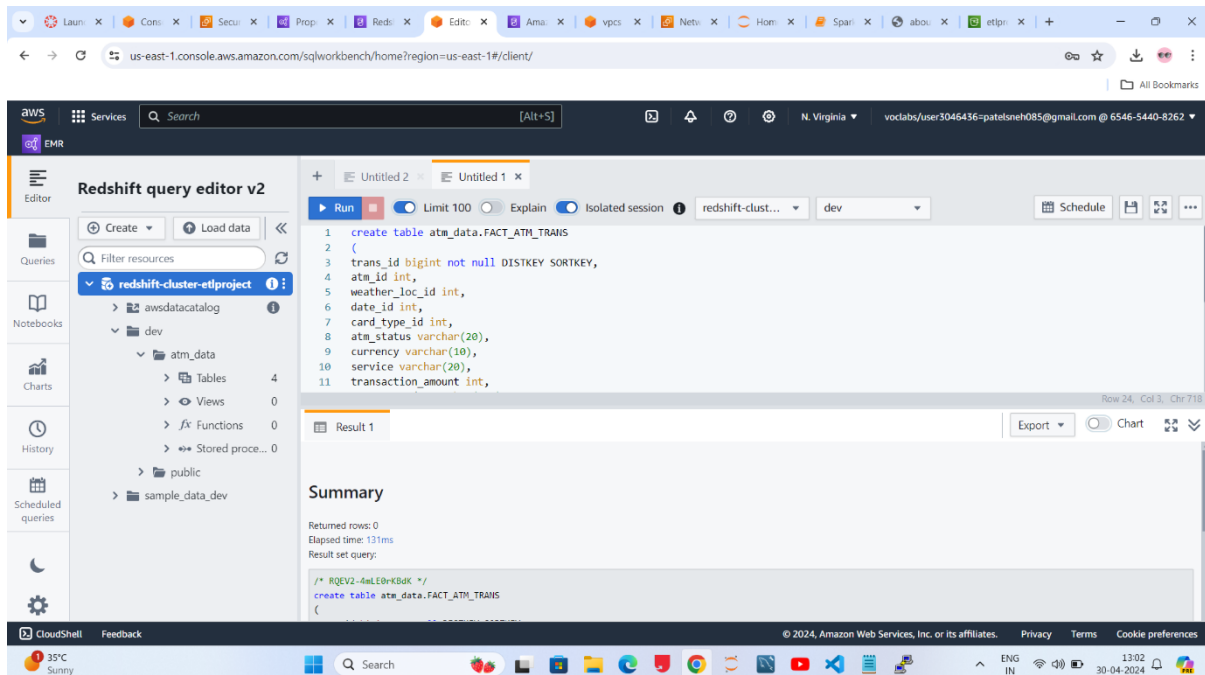 Laun
Cons
Secu
Prop
Reds
Edito
Ama
vpcs
Netw
Hom
Span
abou
etlpr
us-east-1.console.aws.amazon.com/sqlworkbench/home?region=us-east-1#/client/
All Bookmarks
aws
Services
Search
[Alt+S]
N. Virginia
voclabs/user3046436=patelsneh085@gmail.com @ 6546-5440-8262
EMR
Editor
Queries
Notebooks
Charts
History
Scheduled
queries
Redshift query editor v2
Create
Load data
Filter resources
redshift-cluster-etlproject
awsdatacatalog
dev
atm_data
Tables 4
Views 0
fx Functions 0
Stored proce... 0
public
sample_data_dev
Untitled 2
Untitled 1
Run
Limit 100
Explain
Isolated session
redshift-clust...
dev
Schedule
1 create table atm_data.FACT_ATM_TRANS
2 (
3 trans_id bigint not null DISTKEY SORTKEY,
4 atm_id int,
5 weather_loc_id int,
6 date_id int,
7 card_type_id int,
8 atm_status varchar(20),
9 currency varchar(10),
10 service varchar(20),
11 transaction_amount int,
Row 24, Col 3, Chr 718
Result 1
Export
Chart
Summary
Returned rows: 0
Elapsed time: 131ms
Result set query:
/* RQEV2-4mLE0rKBdK */
create table atm_data.FACT_ATM_TRANS
(
CloudShell
Feedback
© 2024, Amazon Web Services, Inc. or its affiliates.
Privacy
Terms
Cookie preferences
1
35°C
Sunny
Search
ENG
IN
13:02
30-04-2024
PRE